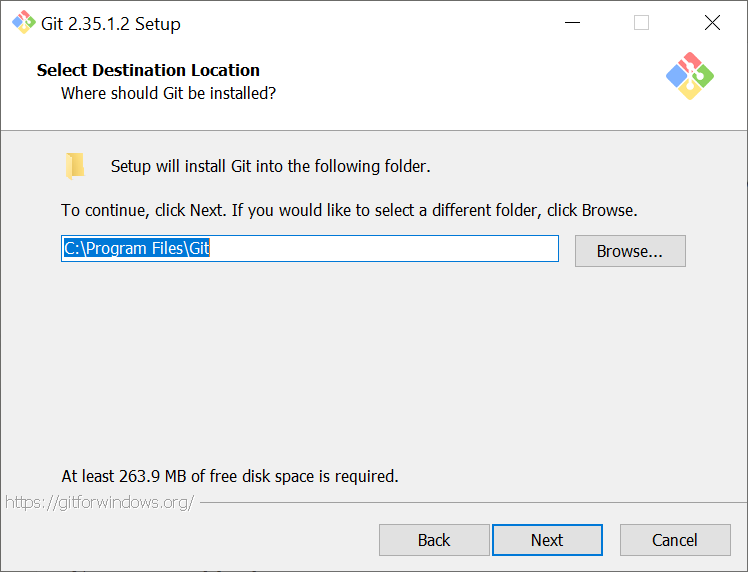 Git 2.35.1.2 Setup
Select Destination Location
Where should Git be installed?
Setup will install Git into the following folder.
To continue, click Next. If you would like to select a different folder, click Browse.
C:\Program Files\Git
Browse...
At least 263.9 MB of free disk space is required.
https://gitforwindows.org/
Back
Next
Cancel